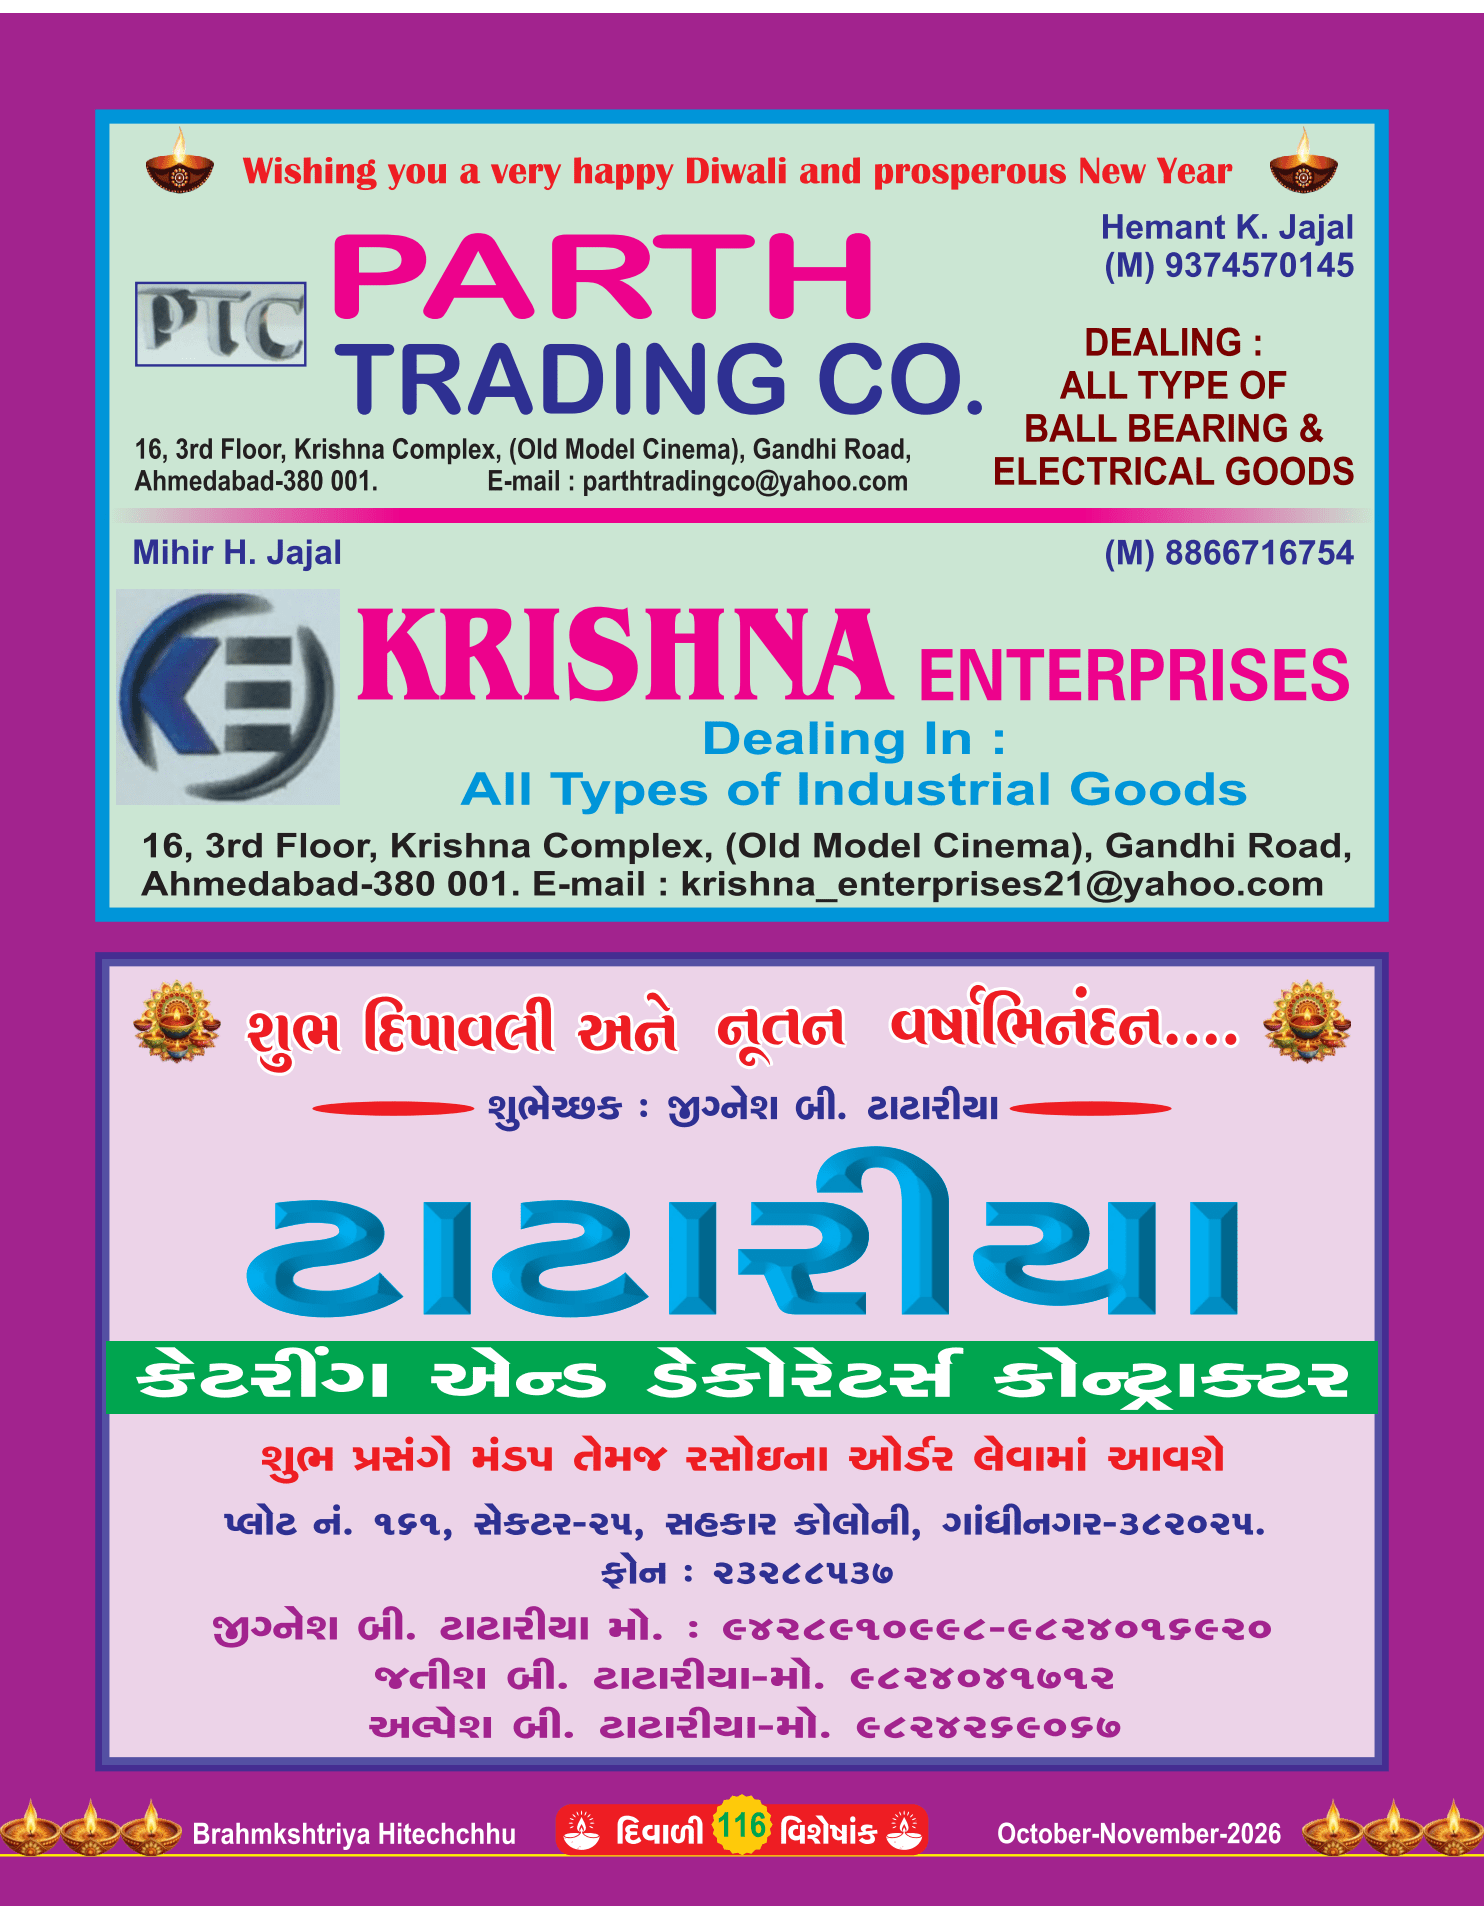 Wishing you a very happy Diwali and prosperous New Year
Hemant K. Jajal
(M) 9374570145
PTC
PARTH
TRADING CO.
DEALING :
ALL TYPE OF
BALL BEARING &
ELECTRICAL GOODS
16, 3rd Floor, Krishna Complex, (Old Model Cinema), Gandhi Road,
Ahmedabad-380 001. E-mail : parthtradingco@yahoo.com
Mihir H. Jajal (M) 8866716754
KE
KRISHNA ENTERPRISES
Dealing In :
All Types of Industrial Goods
16, 3rd Floor, Krishna Complex, (Old Model Cinema), Gandhi Road,
Ahmedabad-380 001. E-mail : krishna_enterprises21@yahoo.com
શુભ દિપાવલી અને નૂતન વર્ષાભિનંદન....
શુભેચ્છક : જીગ્નેશ બી. ટાટારીયા
ટાટારીયા
કેટરીંગ એન્ડ ડેકોરેટર્સ કોન્ટ્રાક્ટર
શુભ પ્રસંગે મંડપ તેમજ રસોઇના ઓર્ડર લેવામાં આવશે
પ્લોટ નં. ૧૬૧, સેકટર-૨૫, સહકાર કોલોની, ગાંધીનગર-૩૮૨૦૨૫.
ફોન : ૨૩૨૮૮૫૩૭
જીગ્નેશ બી. ટાટારીયા મો. : ૯૪૨૮૯૧૦૯૯૮-૯૮૨૪૦૧૬૯૨૦
જતીશ બી. ટાટારીયા-મો. ૯૮૨૪૦૪૧૭૧૨
અલ્પેશ બી. ટાટારીયા-મો. ૯૮૨૪૨૬૯૦૬૭
Brahmkshtriya Hitechchhu દિવાળી 116 વિશેષાંક October-November-2026